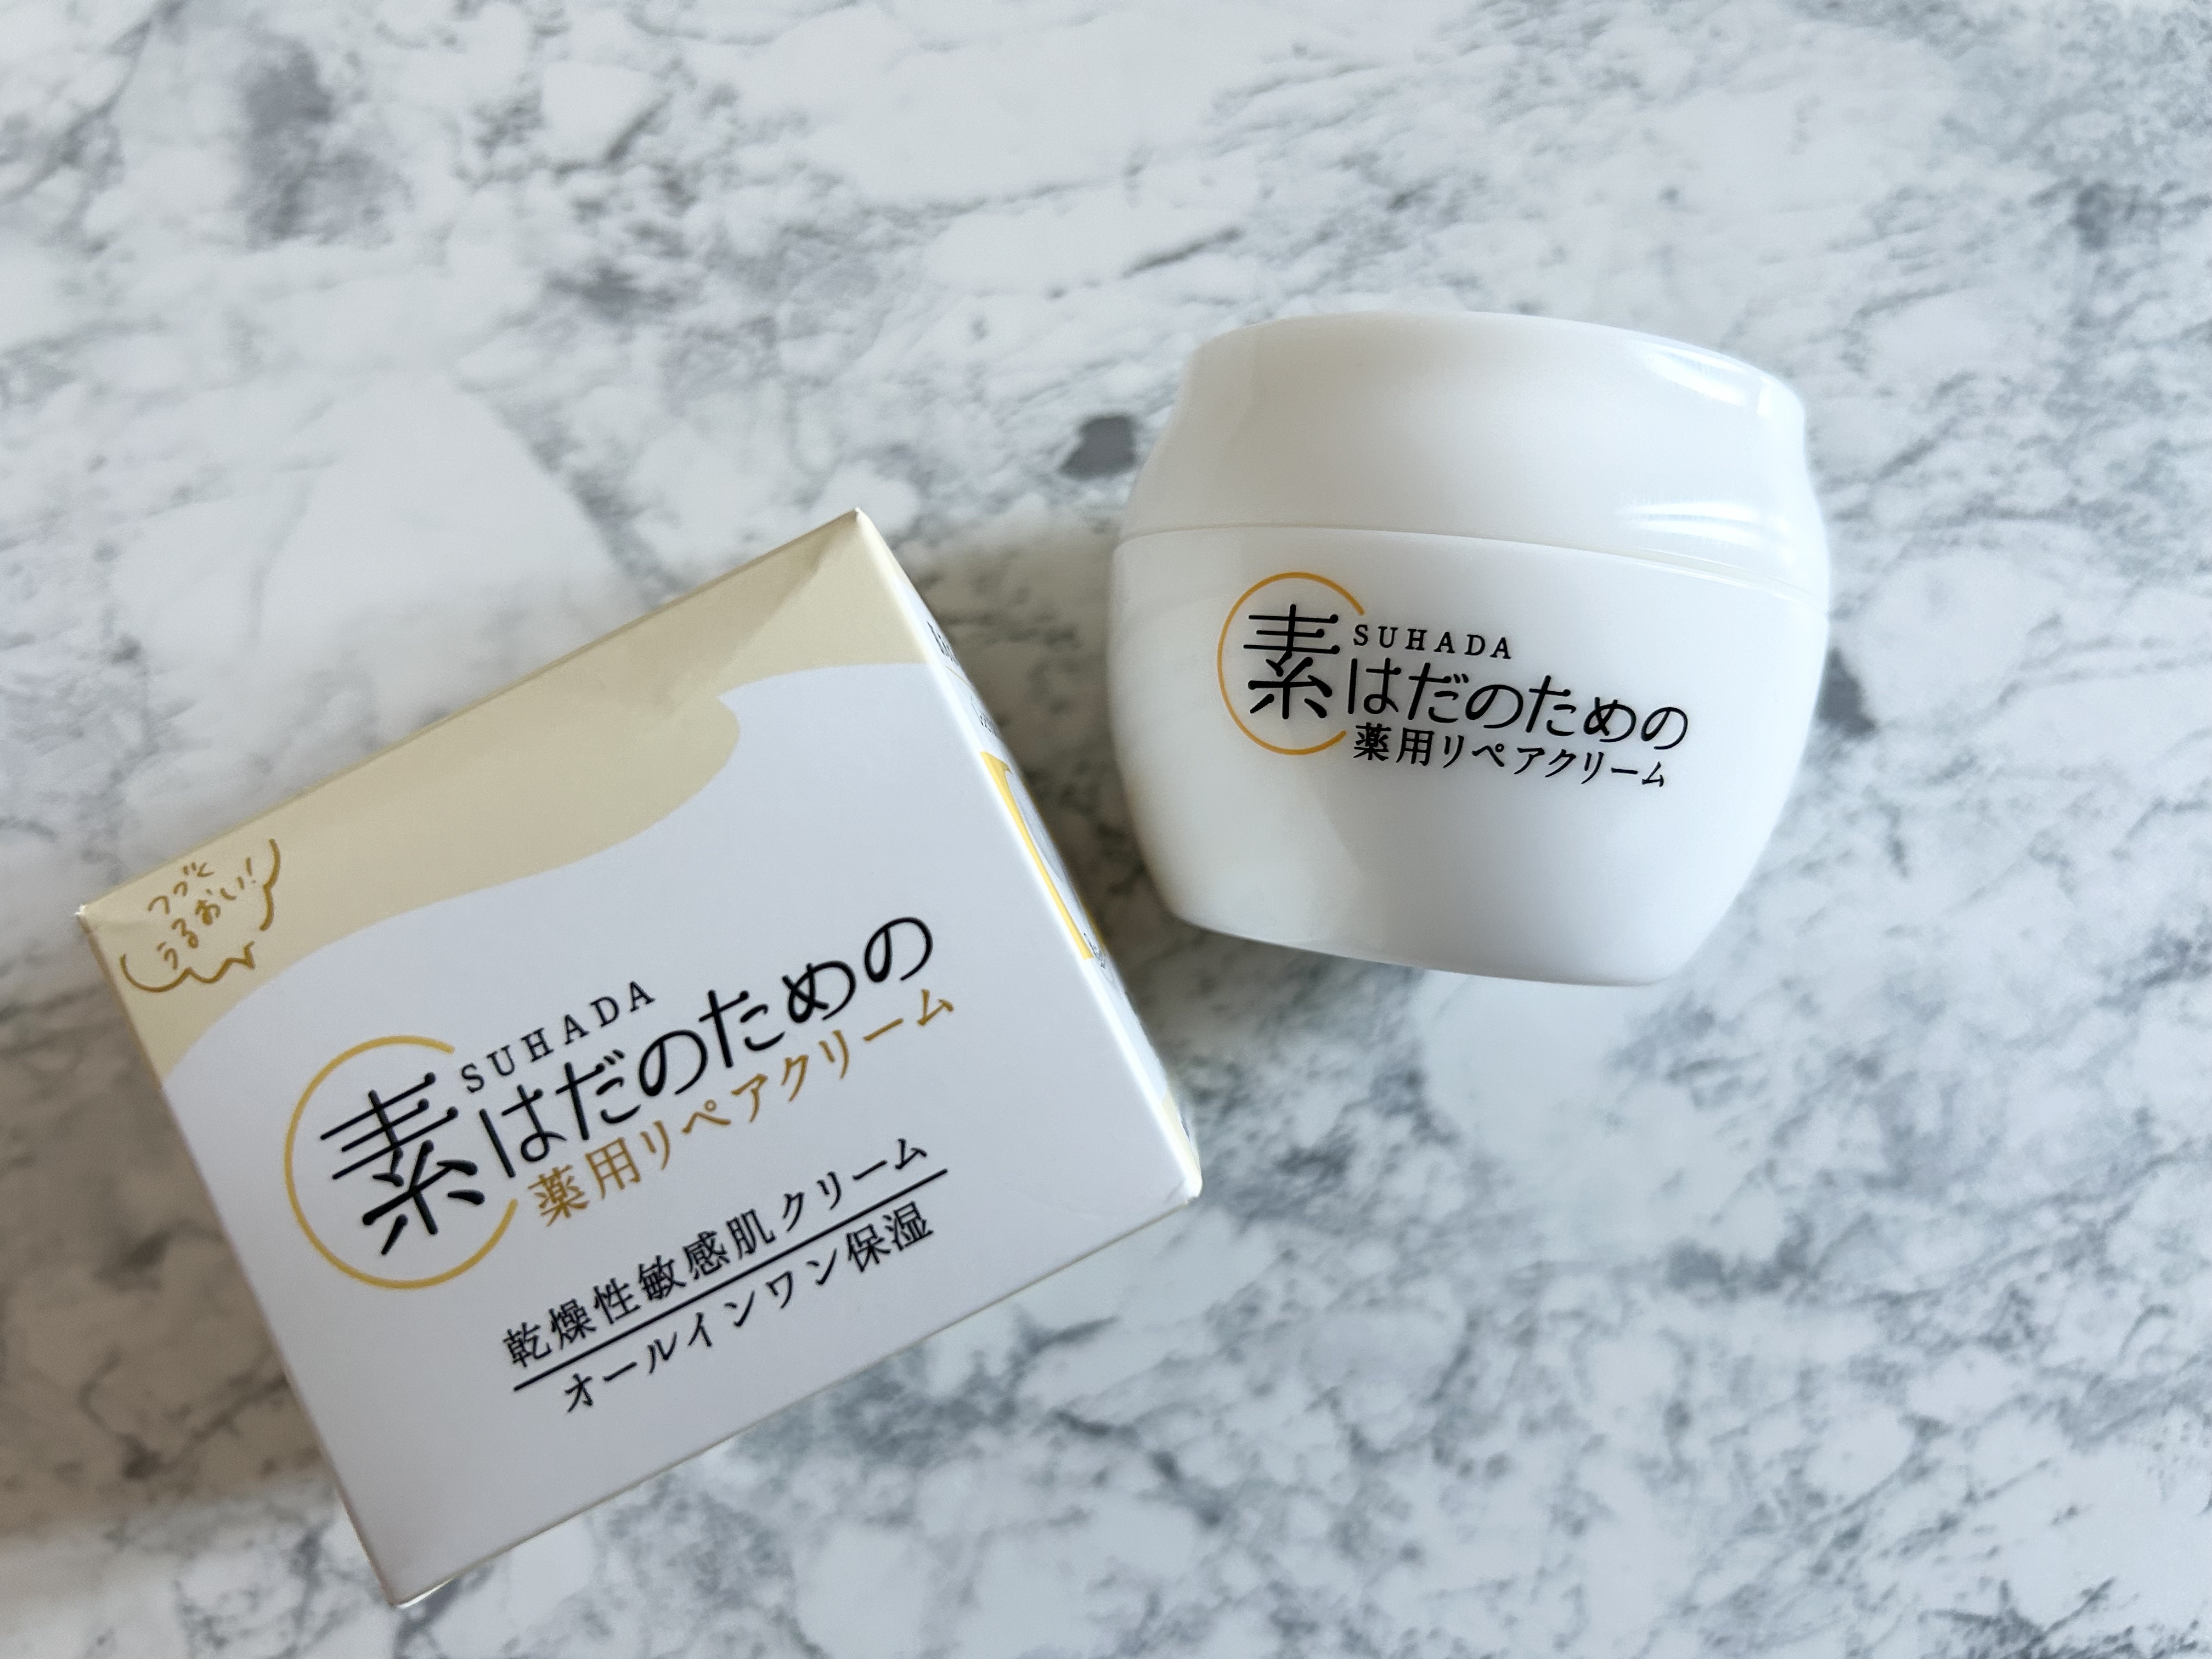 つづく
うるおい!
SUHADA
素はだのための
薬用リペアクリーム
乾燥性敏感肌クリーム
オールインワン保湿
SUHADA
素はだのための
薬用リペアクリーム